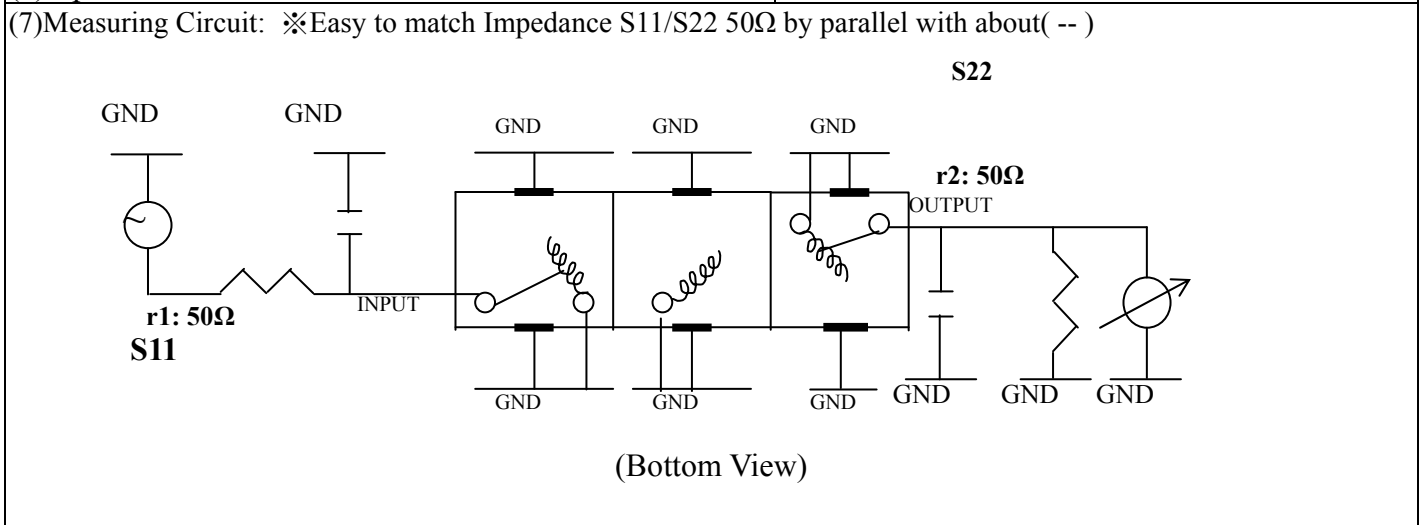 (7)Measuring Circuit: ※Easy to match Impedance S11/S22 50Ω by parallel with about( -- )
S22
GND GND GND GND GND
r2: 50Ω
OUTPUT
INPUT
r1: 50Ω
S11
GND GND GND GND GND GND
(Bottom View)